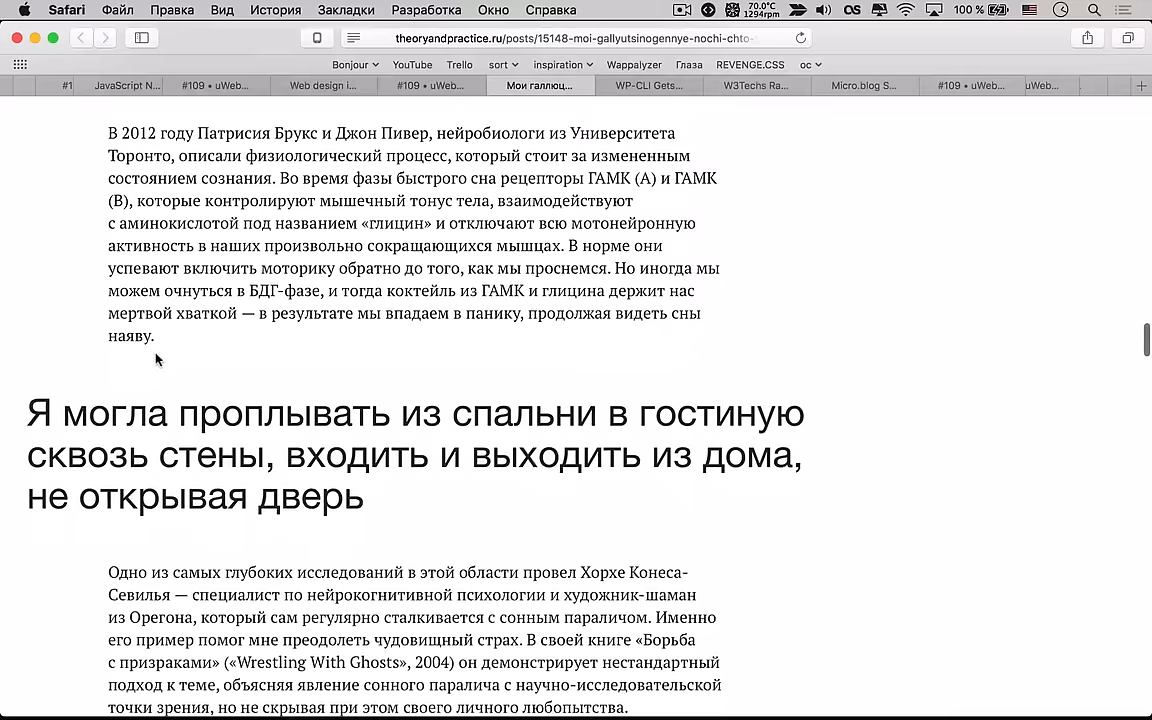 Safari Файл Правка Вид История Закладки Разработка Окно Справка 70.0°C 1294rpm 100 %
theoryandpractice.ru/posts/15148-moi-gallyutsinogennye-nochi-chto-
Bonjour YouTube Trello sort inspiration Wappalyzer Глаза REVENGE.CSS ос
#1 JavaScript N... #109 • uWeb... Web design i... #109 • uWeb... Мои галлюц... WP-CLI Gets... W3Techs Ra... Micro.blog S... #109 • uWeb... uWeb...
В 2012 году Патрисия Брукс и Джон Пивер, нейробиологи из Университета
Торонто, описали физиологический процесс, который стоит за измененным
состоянием сознания. Во время фазы быстрого сна рецепторы ГАМК (А) и ГАМК
(В), которые контролируют мышечный тонус тела, взаимодействуют
с аминокислотой под названием «глицин» и отключают всю мотонейронную
активность в наших произвольно сокращающихся мышцах. В норме они
успевают включить моторику обратно до того, как мы проснемся. Но иногда мы
можем очнуться в БДГ-фазе, и тогда коктейль из ГАМК и глицина держит нас
мертвой хваткой — в результате мы впадаем в панику, продолжая видеть сны
наяву.
Я могла проплывать из спальни в гостиную
сквозь стены, входить и выходить из дома,
не открывая дверь
Одно из самых глубоких исследований в этой области провел Хорхе Конеса-
Севилья — специалист по нейрокогнитивной психологии и художник-шаман
из Орегона, который сам регулярно сталкивается с сонным параличом. Именно
его пример помог мне преодолеть чудовищный страх. В своей книге «Борьба
с призраками» («Wrestling With Ghosts», 2004) он демонстрирует нестандартный
подход к теме, объясняя явление сонного паралича с научно-исследовательской
точки зрения, но не скрывая при этом своего личного любопытства.